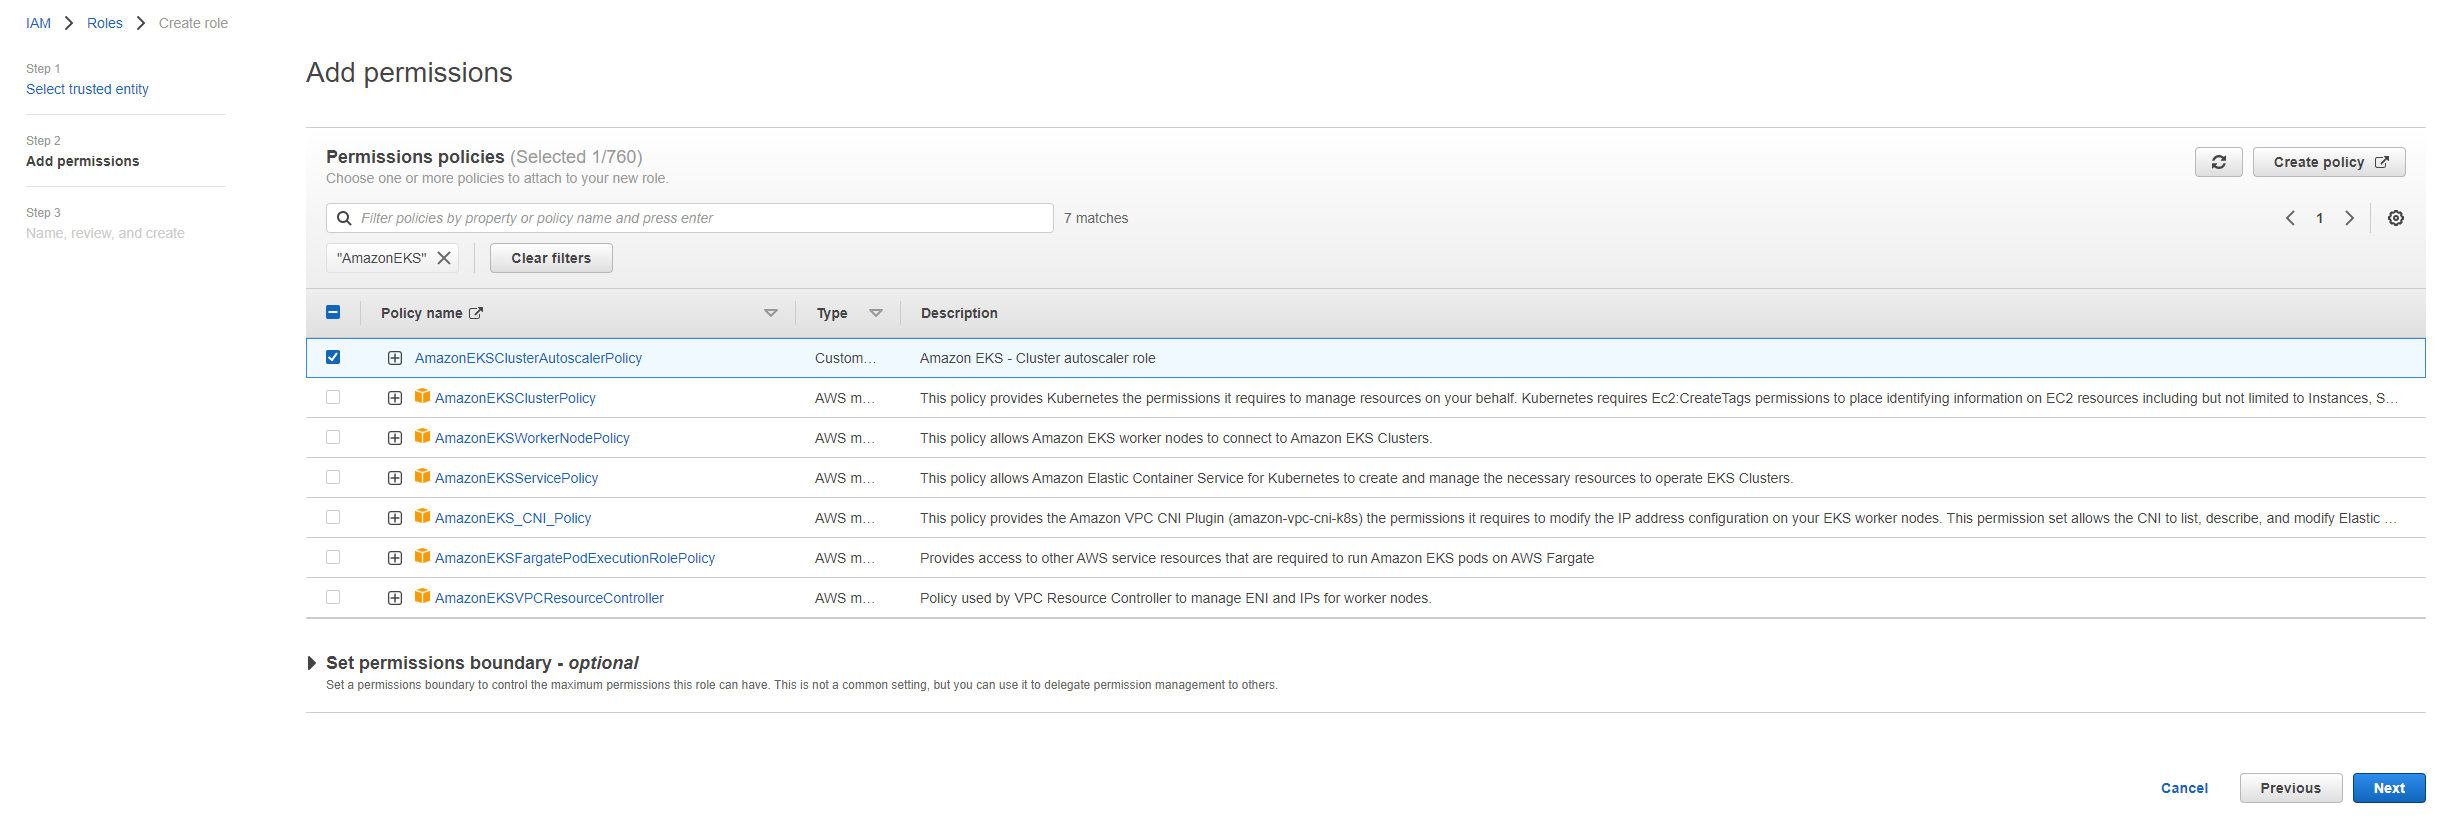 IAM > Roles > Create role
Step 1
Select trusted entity
Step 2
Add permissions
Step 3
Name, review, and create
Add permissions
Permissions policies (Selected 1/760)
Choose one or more policies to attach to your new role.
Create policy
Filter policies by property or policy name and press enter
7 matches
1
"AmazonEKS"
Clear filters
Policy name Type Description
AmazonEKSClusterAutoscalerPolicy Custom... Amazon EKS - Cluster autoscaler role
AmazonEKSClusterPolicy AWS m... This policy provides Kubernetes the permissions it requires to manage resources on your behalf. Kubernetes requires Ec2:CreateTags permissions to place identifying information on EC2 resources including but not limited to Instances, S...
AmazonEKSWorkerNodePolicy AWS m... This policy allows Amazon EKS worker nodes to connect to Amazon EKS Clusters.
AmazonEKSServicePolicy AWS m... This policy allows Amazon Elastic Container Service for Kubernetes to create and manage the necessary resources to operate EKS Clusters.
AmazonEKS_CNI_Policy AWS m... This policy provides the Amazon VPC CNI Plugin (amazon-vpc-cni-k8s) the permissions it requires to modify the IP address configuration on your EKS worker nodes. This permission set allows the CNI to list, describe, and modify Elastic ...
AmazonEKSFargatePodExecutionRolePolicy AWS m... Provides access to other AWS service resources that are required to run Amazon EKS pods on AWS Fargate
AmazonEKSVPCResourceController AWS m... Policy used by VPC Resource Controller to manage ENI and IPs for worker nodes.
Set permissions boundary - optional
Set a permissions boundary to control the maximum permissions this role can have. This is not a common setting, but you can use it to delegate permission management to others.
Cancel
Previous
Next